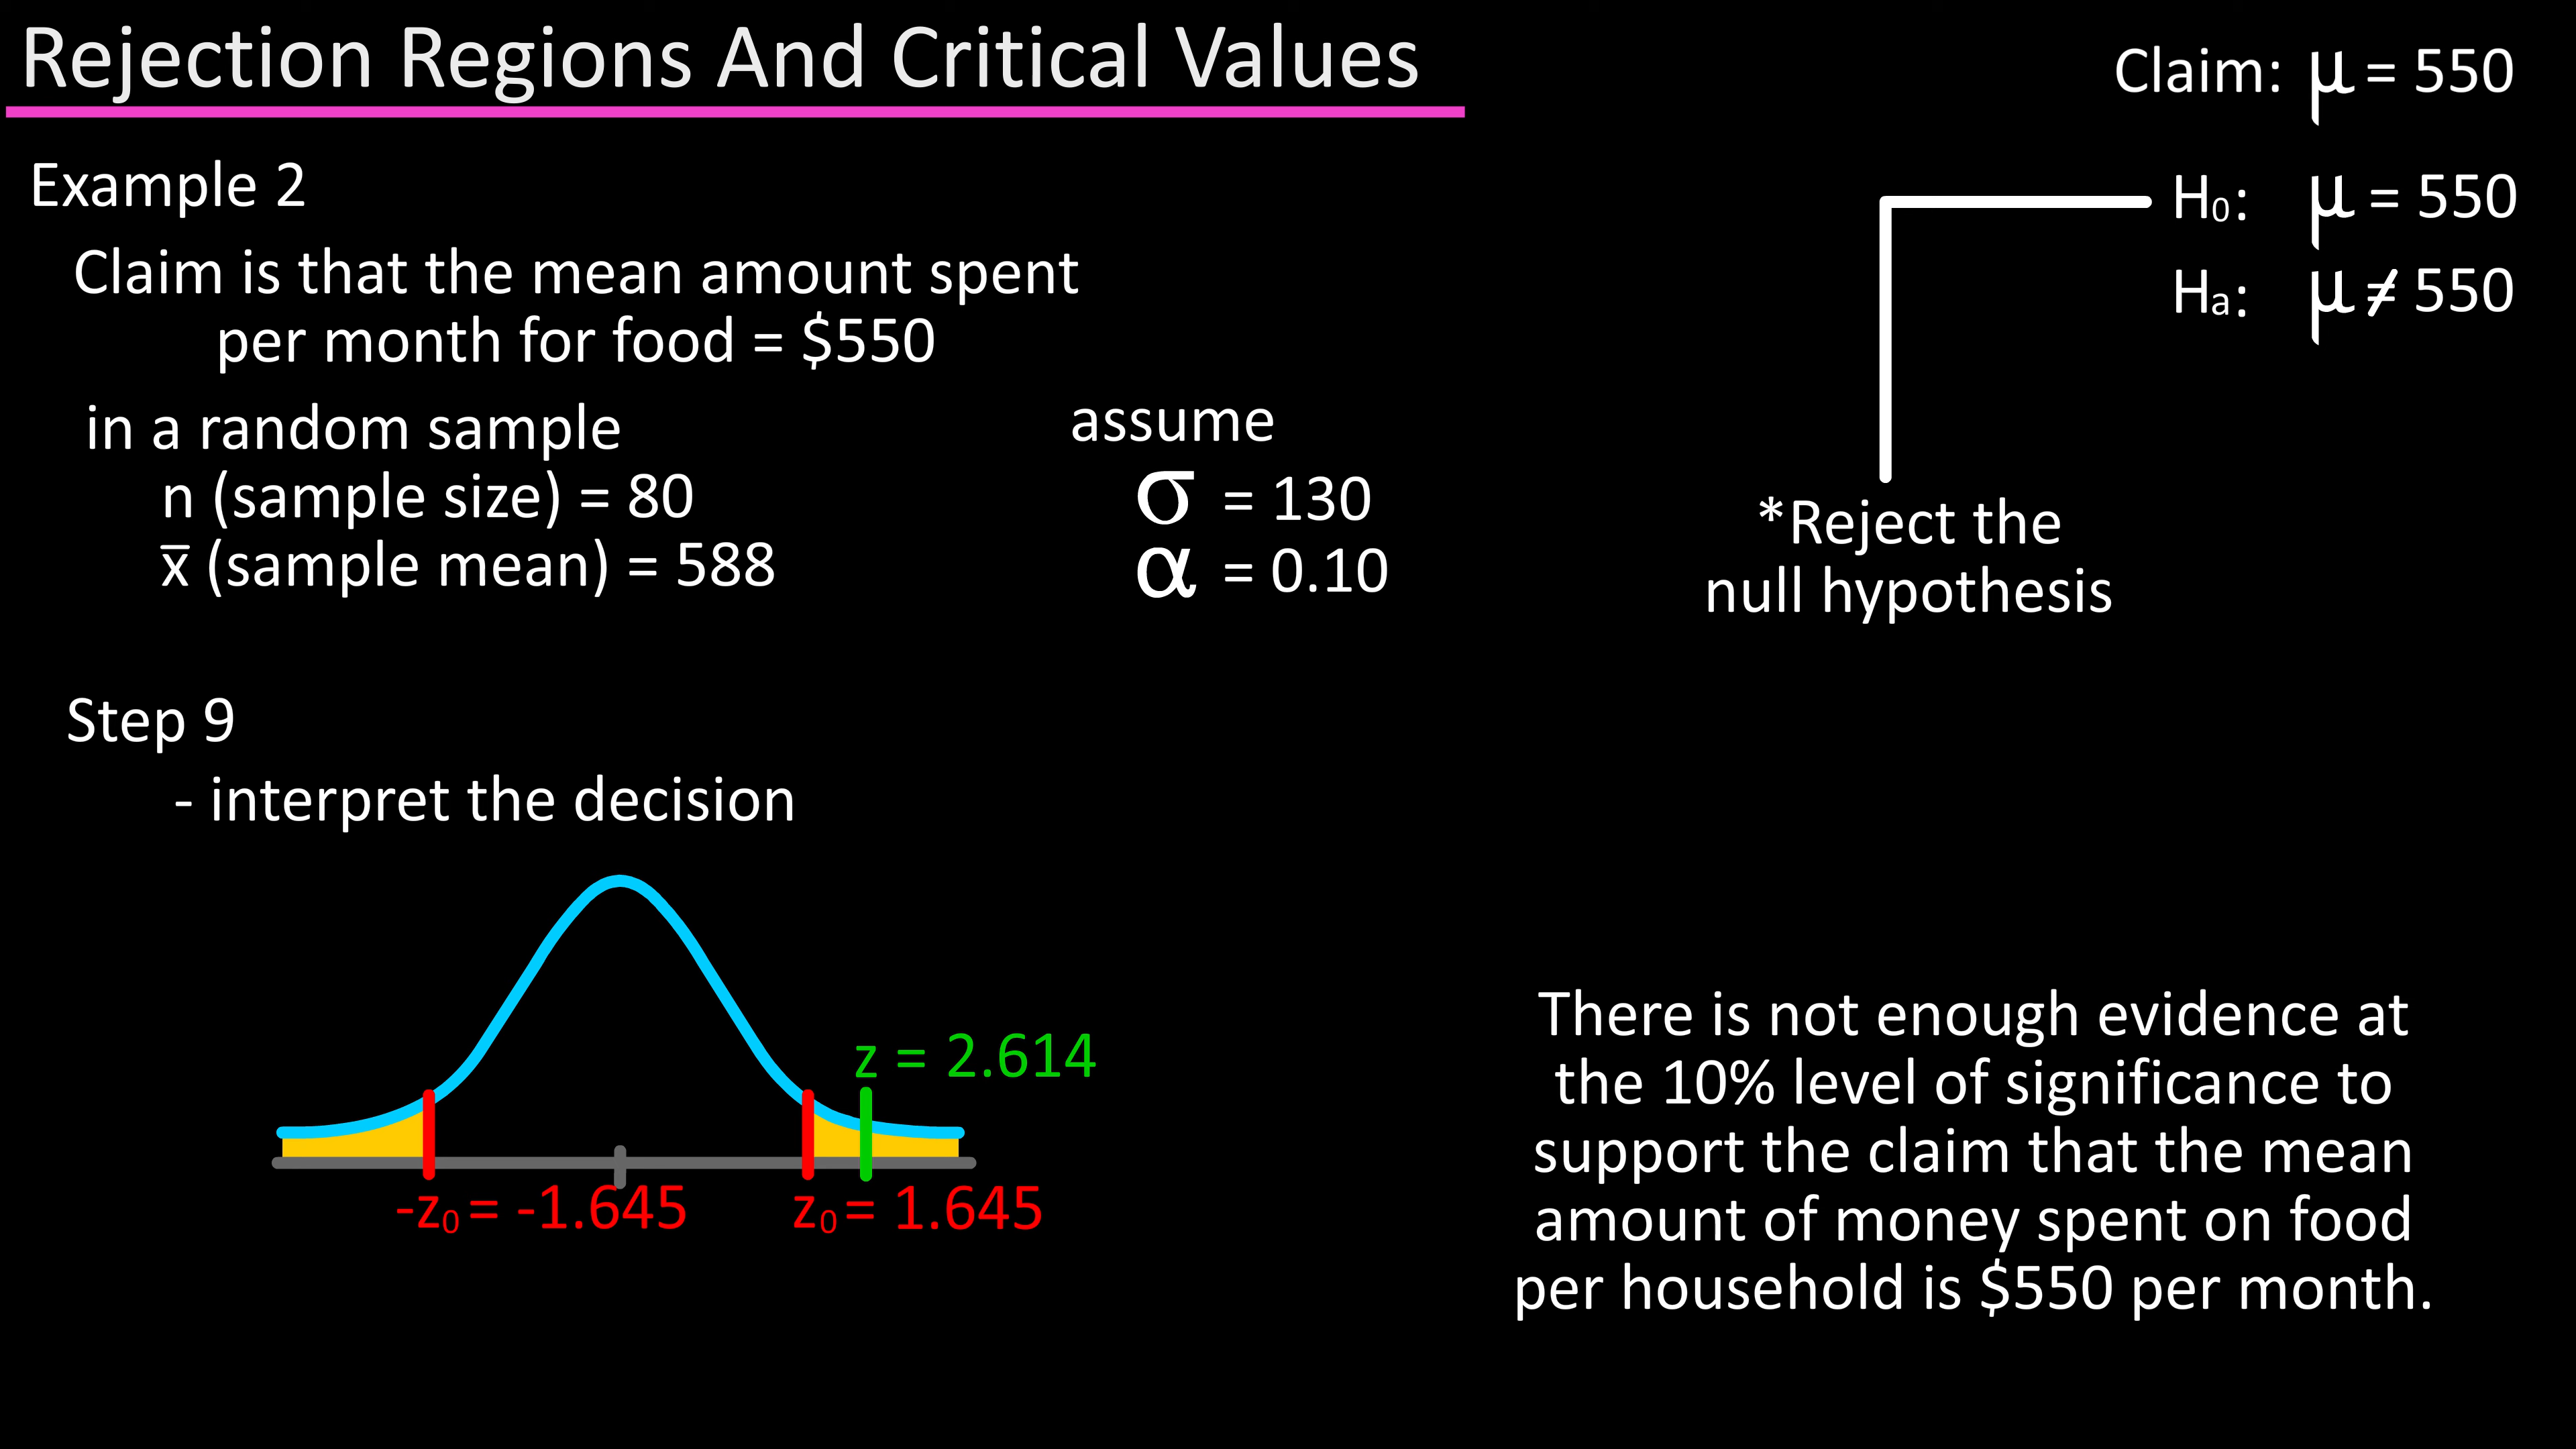 Rejection Regions And Critical Values
Claim: μ = 550
Example 2
H₀: μ = 550
Hₐ: μ ≠ 550
Claim is that the mean amount spent
per month for food = $550
in a random sample
n (sample size) = 80
x̅ (sample mean) = 588
assume
σ = 130
α = 0.10
*Reject the
null hypothesis
Step 9
- interpret the decision
z = 2.614
-z₀ = -1.645
z₀ = 1.645
There is not enough evidence at
the 10% level of significance to
support the claim that the mean
amount of money spent on food
per household is $550 per month.